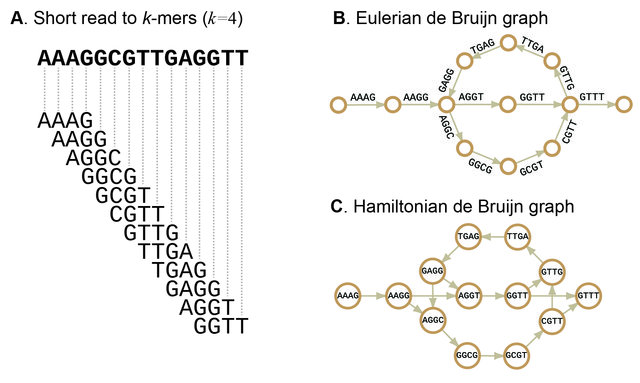 A. Short read to k-mers (k=4)
AAAGGCGTTGAGGTT
AAAG
AAGG
AGGC
GGCG
GCGT
CGTT
GTTG
TTGA
TGAG
GAGG
AGGT
GGTT
B. Eulerian de Bruijn graph
TGAG
TTGA
GAGG
GTTG
AAAG
AAGG
AGGT
GGTT
GTTT
AGGC
CGTT
GGCG
GCGT
C. Hamiltonian de Bruijn graph
TGAG
TTGA
GAGG
GTTG
AAAG
AAGG
AGGT
GGTT
GTTT
AGGC
CGTT
GGCG
GCGT